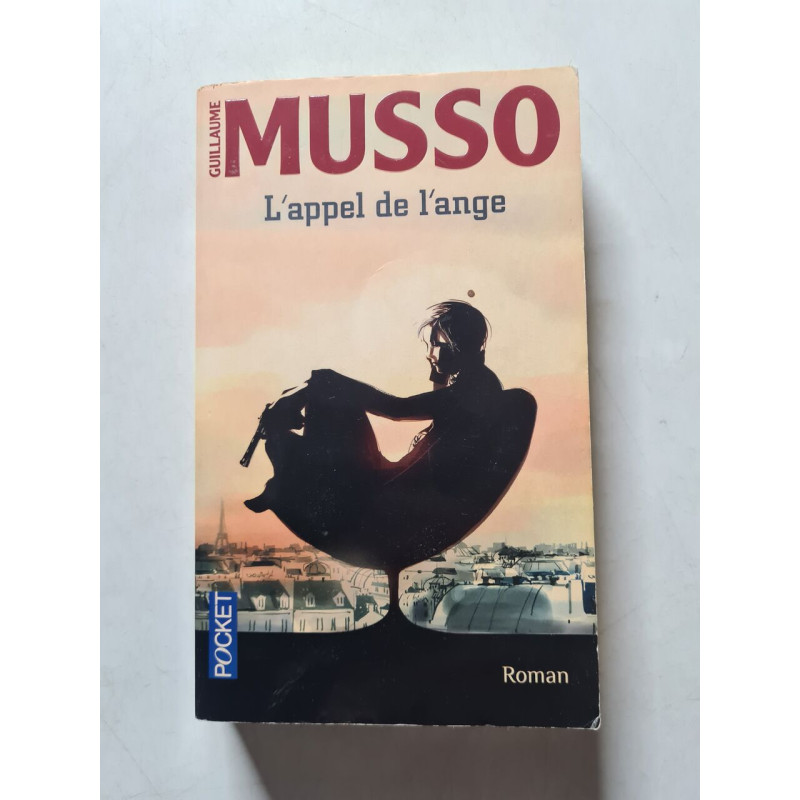 GUILLAUME
MUSSO
L'appel de l'ange
POCKET
Roman